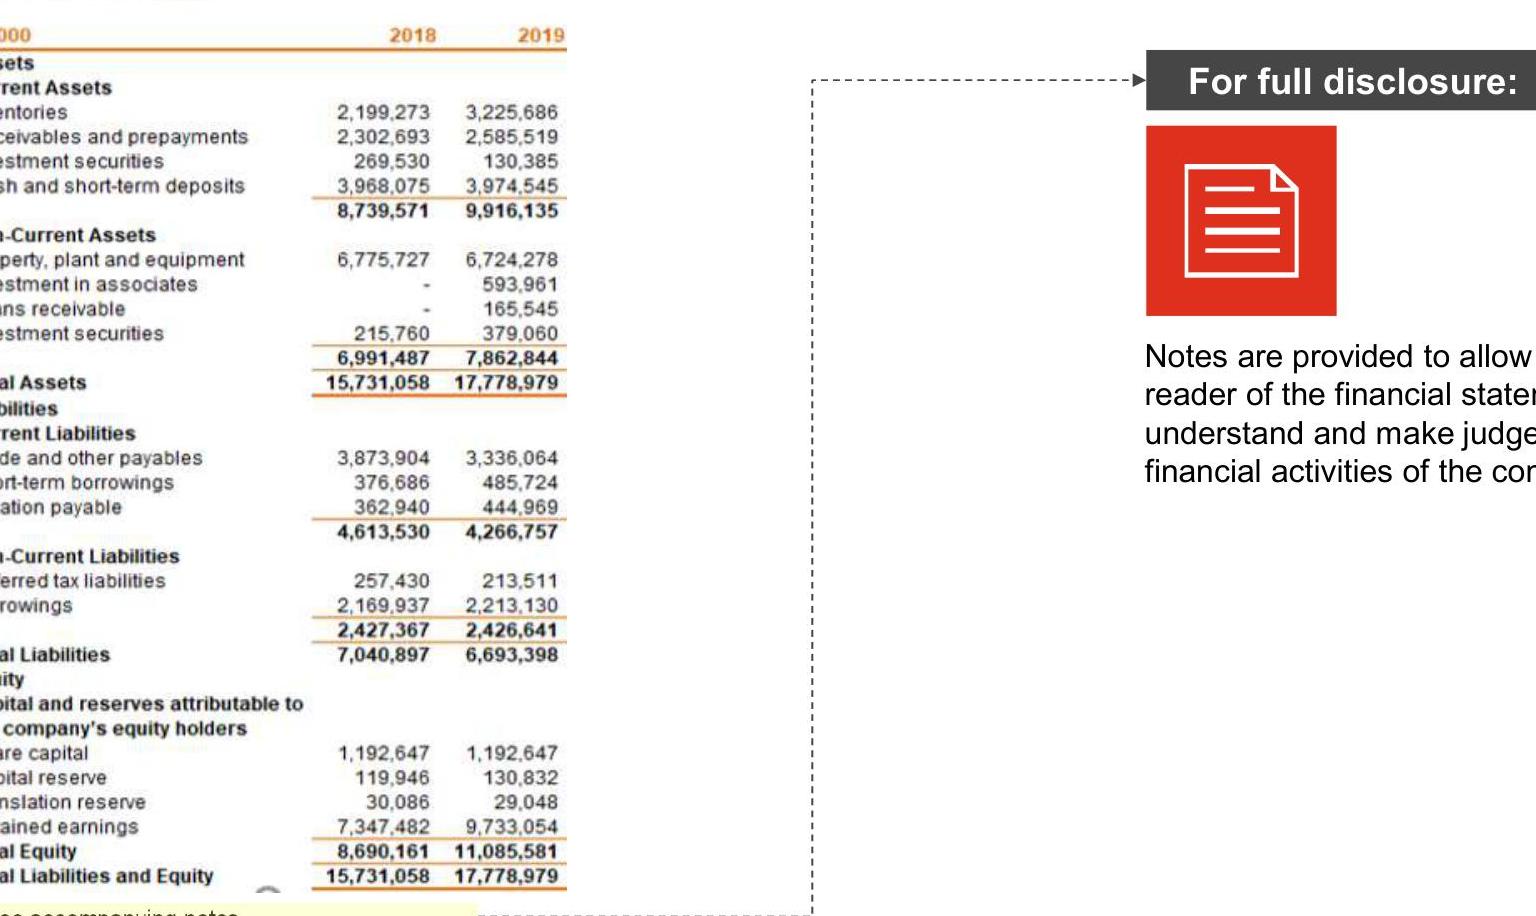 000 2018 2019
sets
rrent Assets
entories 2,199,273 3,225,686
ceivables and prepayments 2,302,693 2,585,519
estment securities 269,530 130,385
sh and short-term deposits 3,968,075 3,974,545
8,739,571 9,916,135
n-Current Assets
perty, plant and equipment 6,775,727 6,724,278
estment in associates - 593,961
ans receivable - 165,545
estment securities 215,760 379,060
6,991,487 7,862,844
al Assets 15,731,058 17,778,979
bilities
rrent Liabilities
de and other payables 3,873,904 3,336,064
ort-term borrowings 376,686 485,724
ation payable 362,940 444,969
4,613,530 4,266,757
n-Current Liabilities
erred tax liabilities 257,430 213,511
rowings 2,169,937 2,213,130
2,427,367 2,426,641
al Liabilities 7,040,897 6,693,398
uity
pital and reserves attributable to
company's equity holders
are capital 1,192,647 1,192,647
pital reserve 119,946 130,832
nslation reserve 30,086 29,048
ained earnings 7,347,482 9,733,054
al Equity 8,690,161 11,085,581
al Liabilities and Equity 15,731,058 17,778,979
accompanying notes
For full disclosure:
Notes are provided to allow
reader of the financial stater
understand and make judge
financial activities of the cor